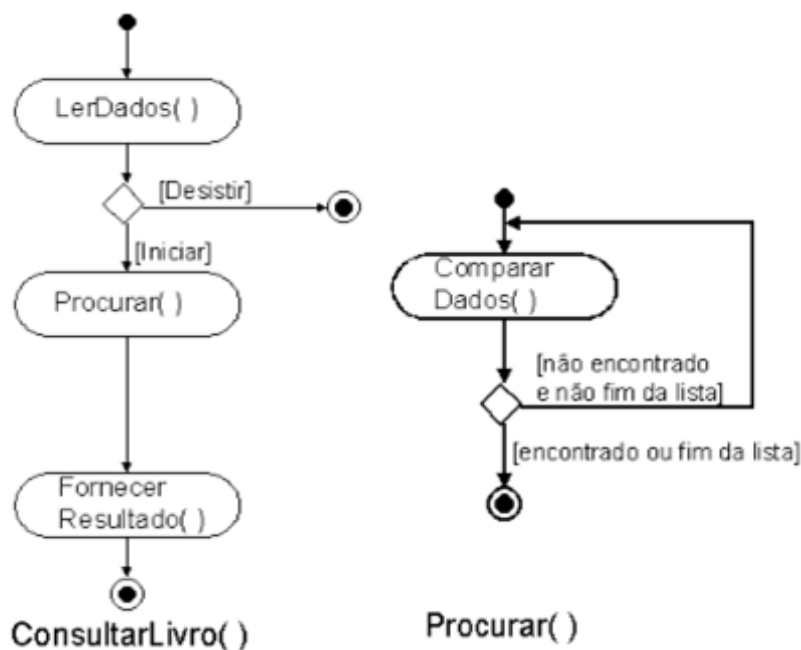 LerDados( )
[Desistir]
[Iniciar]
Procurar( )
Fornecer
Resultado( )
ConsultarLivro( )
Comparar
Dados( )
[não encontrado
e não fim da lista]
[encontrado ou fim da lista]
Procurar( )